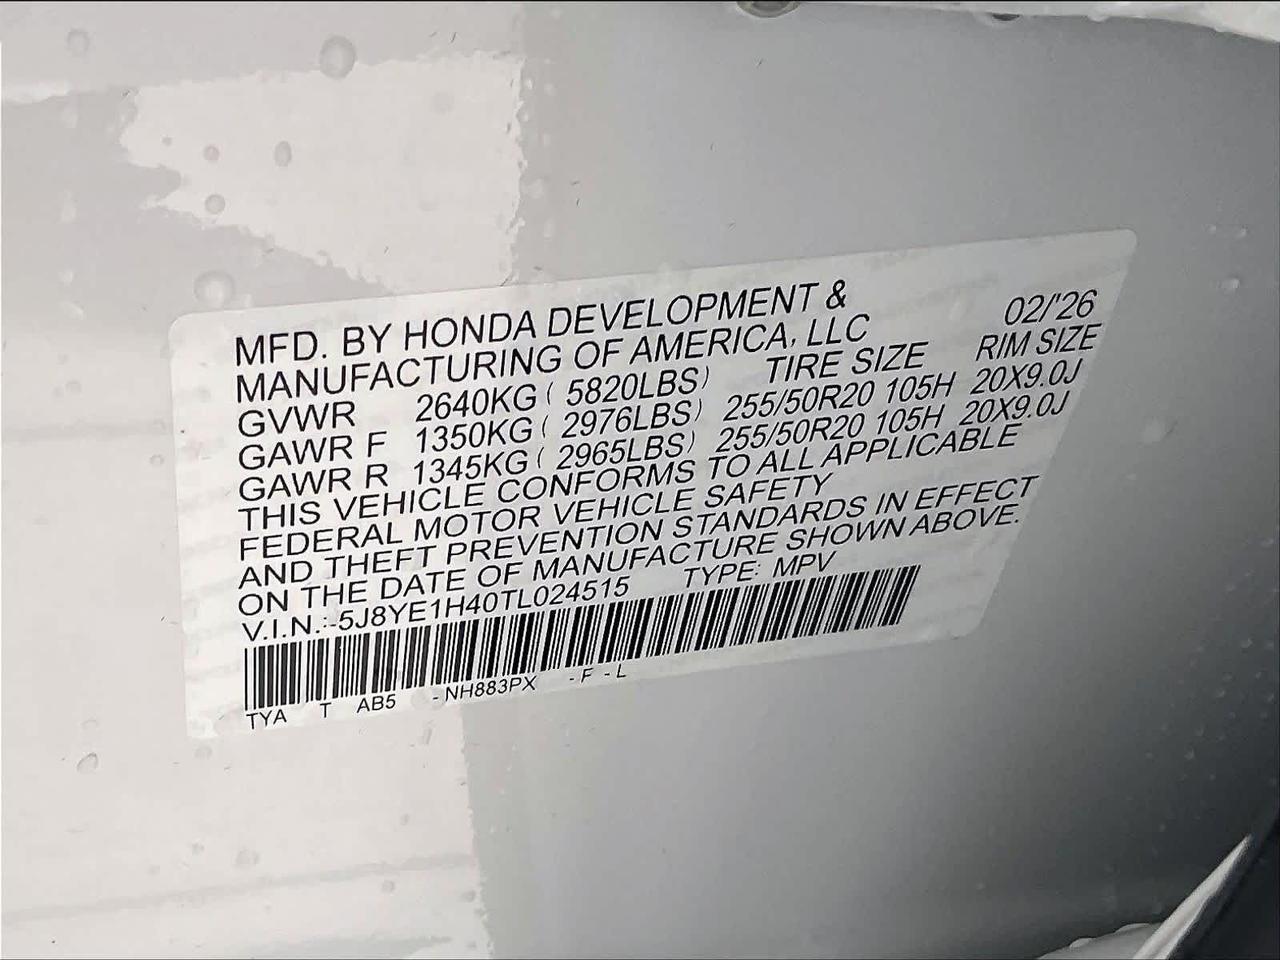 MFD. BY HONDA DEVELOPMENT &
MANUFACTURING OF AMERICA, LLC 02/'26
GVWR 2640KG ( 5820LBS) TIRE SIZE RIM SIZE
GAWR F 1350KG ( 2976LBS) 255/50R20 105H 20X9.0J
GAWR R 1345KG ( 2965LBS) 255/50R20 105H 20X9.0J
THIS VEHICLE CONFORMS TO ALL APPLICABLE
FEDERAL MOTOR VEHICLE SAFETY
AND THEFT PREVENTION STANDARDS IN EFFECT
ON THE DATE OF MANUFACTURE SHOWN ABOVE.
V.I.N.: 5J8YE1H40TL024515 TYPE: MPV
TYA T AB5 -NH883PX -F-L